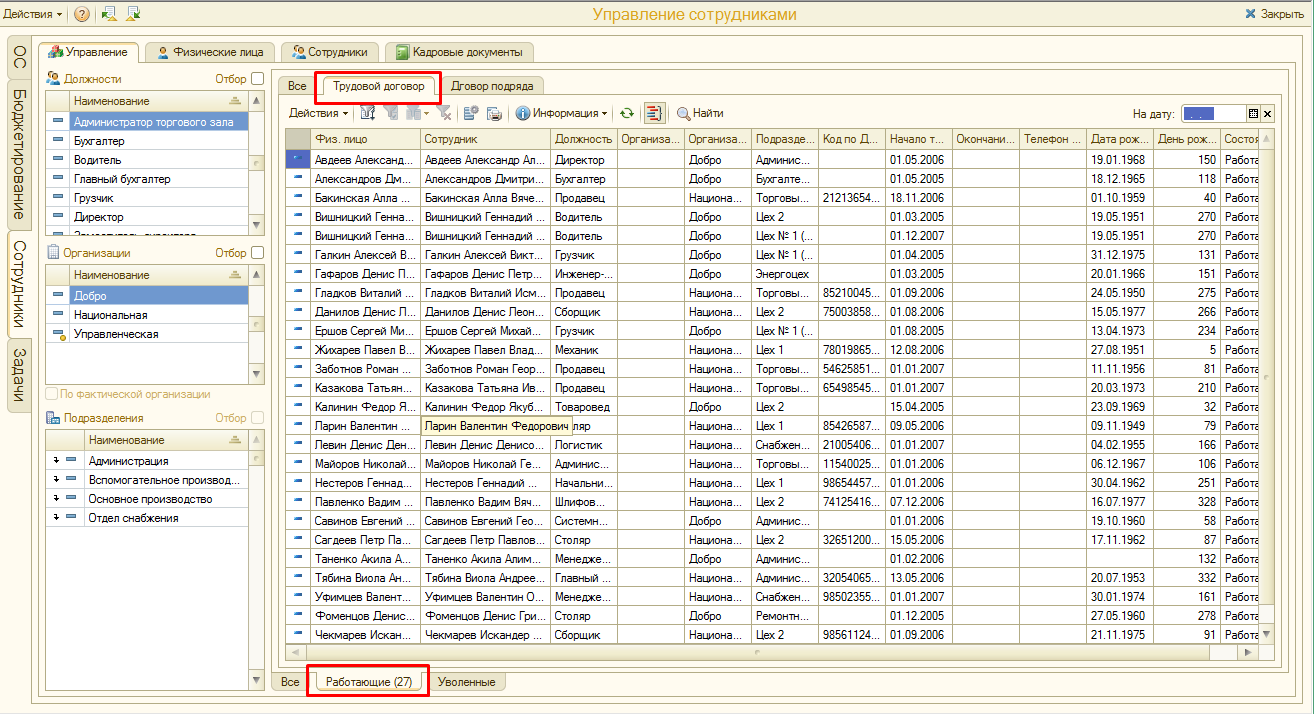 Действия
Управление сотрудниками
Закрыть
ОС
Бюджетирование
Сотрудники
Задачи
Управление Физические лица Сотрудники Кадровые документы
Должности Отбор
Наименование
Администратор торгового зала
Бухгалтер
Водитель
Главный бухгалтер
Грузчик
Директор
Организации Отбор
Наименование
Добро
Национальная
Управленческая
По фактической организации
Подразделения Отбор
Наименование
Администрация
Вспомогательное производ...
Основное производство
Отдел снабжения
Все Трудовой договор Дговор подряда
Действия Информация Найти На дату: . .
Физ. лицо Сотрудник Должность Организа... Организа... Подразде... Код по Д... Начало т... Окончани... Телефон ... Дата рож... День рож... Состоя
Авдеев Александ... Авдеев Александр Ал... Директор Добро Админис... 01.05.2006 19.01.1968 150 Работа
Александров Дм... Александров Дмитри... Бухгалтер Добро Бухгалте... 01.05.2005 18.12.1965 118 Работа
Бакинская Алла ... Бакинская Алла Вяче... Продавец Национа... Торговы... 21213654... 18.11.2006 01.10.1959 40 Работа
Вишницкий Генна... Вишницкий Геннадий ... Водитель Добро Цех 2 01.03.2005 19.05.1951 270 Работа
Вишницкий Генна... Вишницкий Геннадий ... Водитель Добро Цех № 1 (... 01.12.2007 19.05.1951 270 Работа
Галкин Алексей В... Галкин Алексей Викт... Грузчик Добро Цех № 1 (... 01.04.2005 31.12.1975 131 Работа
Гафаров Денис П... Гафаров Денис Петр... Инженер-... Добро Энергоцех 01.03.2005 20.01.1966 151 Работа
Гладков Виталий ... Гладков Виталий Исм... Продавец Национа... Торговы... 85210045... 01.09.2006 24.05.1950 275 Работа
Данилов Денис Л... Данилов Денис Леон... Сборщик Национа... Цех 2 75003858... 01.08.2006 15.05.1977 266 Работа
Ершов Сергей Ми... Ершов Сергей Михай... Грузчик Добро Цех № 1 (... 01.08.2005 13.04.1973 234 Работа
Жихарев Павел В... Жихарев Павел Влад... Механик Национа... Цех 1 78019865... 12.08.2006 27.08.1951 5 Работа
Заботнов Роман ... Заботнов Роман Геор... Продавец Национа... Торговы... 54625851... 01.01.2007 11.11.1956 81 Работа
Казакова Татьян... Казакова Татьяна Ив... Продавец Национа... Торговы... 65498545... 01.01.2007 20.03.1973 210 Работа
Калинин Федор Я... Калинин Федор Якуб... Товаровед Добро Цех 2 15.04.2005 23.09.1969 32 Работа
Ларин Валентин ... Ларин Валентин Федорович ляр Национа... Цех 1 85426587... 09.05.2006 09.11.1949 79 Работа
Левин Денис Ден... Левин Денис Денисо... Логистик Национа... Снабжен... 21005406... 01.01.2007 04.02.1955 166 Работа
Майоров Николай... Майоров Николай Ге... Админис... Национа... Торговы... 11540025... 01.01.2006 06.12.1967 106 Работа
Нестеров Геннад... Нестеров Геннадий ... Начальни... Национа... Цех 1 98654457... 01.01.2006 30.04.1962 251 Работа
Павленко Вадим ... Павленко Вадим Вяч... Шлифов... Национа... Цех 2 74125416... 07.12.2006 16.07.1977 328 Работа
Савинов Евгений ... Савинов Евгений Гео... Системн... Добро Админис... 01.01.2006 19.10.1960 58 Работа
Сагдеев Петр Па... Сагдеев Петр Павлов... Столяр Национа... Цех 2 32651200... 15.05.2006 17.11.1962 87 Работа
Таненко Акила А... Таненко Акила Алим... Менедже... Добро Админис... 01.02.2006 132 Работа
Тябина Виола Ан... Тябина Виола Андрее... Главный ... Национа... Админис... 32054065... 13.05.2006 20.07.1953 332 Работа
Уфимцев Валент... Уфимцев Валентин О... Менедже... Национа... Снабжен... 98502355... 01.01.2007 30.01.1974 161 Работа
Фоменцов Денис... Фоменцов Денис Гри... Столяр Добро Ремонтн... 01.12.2005 27.05.1960 278 Работа
Чекмарев Искан... Чекмарев Искандер ... Сборщик Национа... Цех 2 98561124... 01.09.2006 21.11.1975 91 Работа
Все Работающие (27) Уволенные